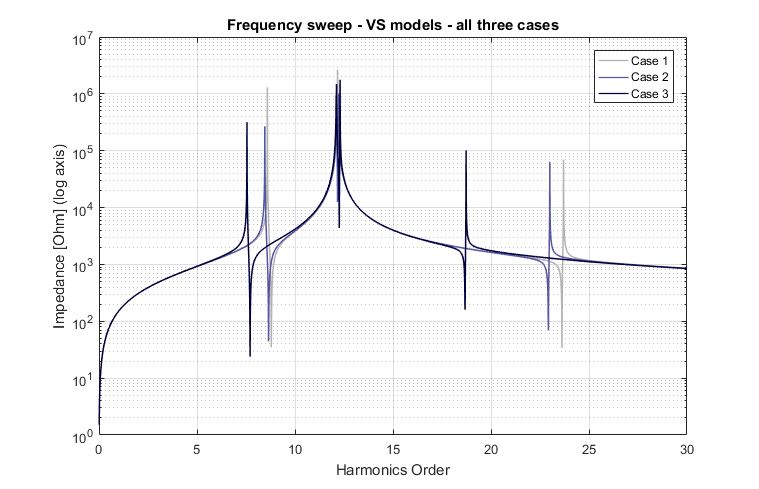 Frequency sweep - VS models - all three cases
Case 1
Case 2
Case 3
Impedance [Ohm] (log axis)
10^7
10^6
10^5
10^4
10^3
10^2
10^1
10^0
0 5 10 15 20 25 30
Harmonics Order